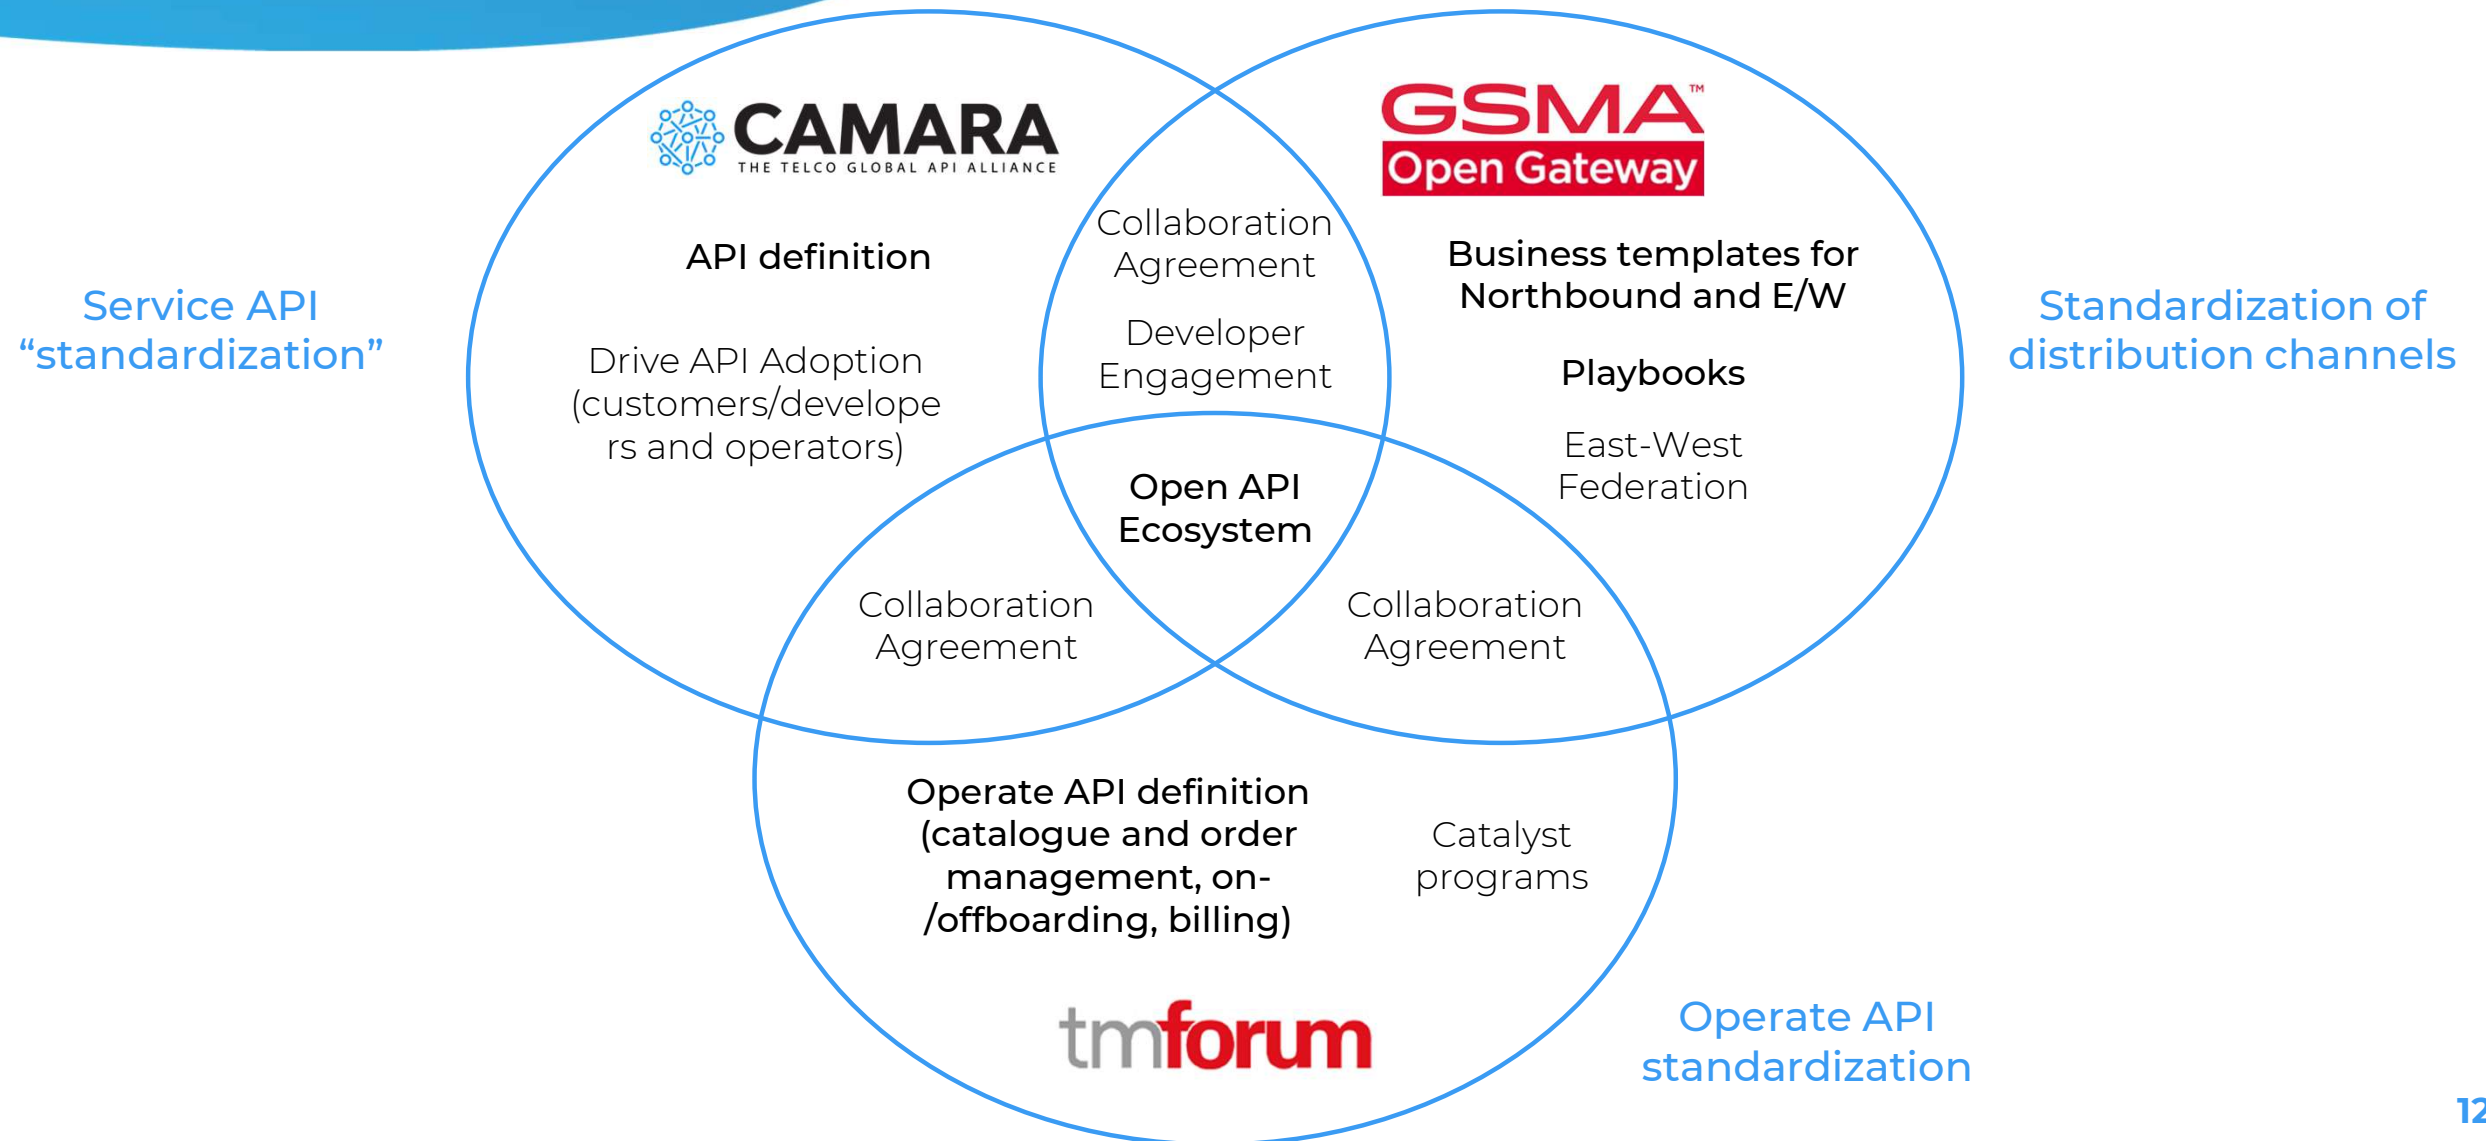 CAMARA
THE TELCO GLOBAL API ALLIANCE
GSMA™
Open Gateway
API definition
Drive API Adoption
(customers/develope
rs and operators)
Collaboration
Agreement
Developer
Engagement
Business templates for
Northbound and E/W
Playbooks
East-West
Federation
Service API
“standardization”
Standardization of
distribution channels
Open API
Ecosystem
Collaboration
Agreement
Collaboration
Agreement
Operate API definition
(catalogue and order
management, on-
/offboarding, billing)
Catalyst
programs
tmforum
Operate API
standardization
12